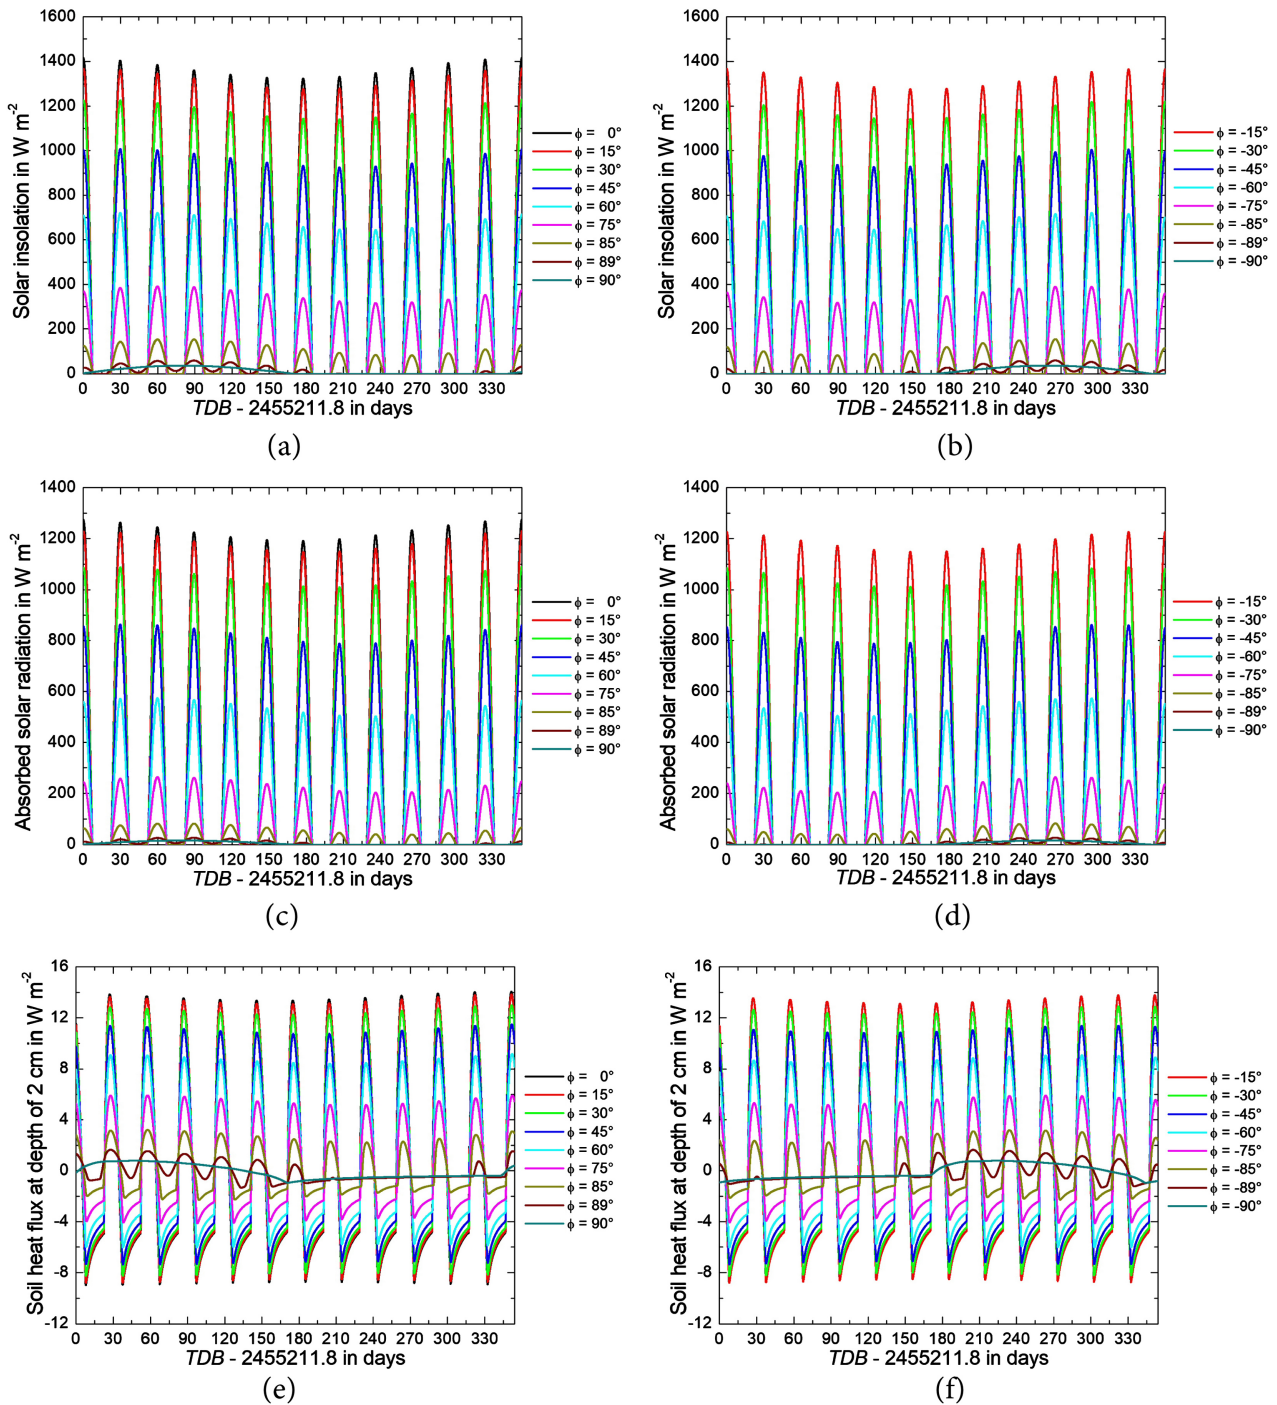 Solar insolation in W m-2
1600
1400
1200
1000
800
600
400
200
0
0 30 60 90 120 150 180 210 240 270 300 330
TDB - 2455211.8 in days
ϕ = 0°
ϕ = 15°
ϕ = 30°
ϕ = 45°
ϕ = 60°
ϕ = 75°
ϕ = 85°
ϕ = 89°
ϕ = 90°
(a)
Solar insolation in W m-2
1600
1400
1200
1000
800
600
400
200
0
0 30 60 90 120 150 180 210 240 270 300 330
TDB - 2455211.8 in days
ϕ = -15°
ϕ = -30°
ϕ = -45°
ϕ = -60°
ϕ = -75°
ϕ = -85°
ϕ = -89°
ϕ = -90°
(b)
Absorbed solar radiation in W m-2
1400
1200
1000
800
600
400
200
0
0 30 60 90 120 150 180 210 240 270 300 330
TDB - 2455211.8 in days
ϕ = 0°
ϕ = 15°
ϕ = 30°
ϕ = 45°
ϕ = 60°
ϕ = 75°
ϕ = 85°
ϕ = 89°
ϕ = 90°
(c)
Absorbed solar radiation in W m-2
1400
1200
1000
800
600
400
200
0
0 30 60 90 120 150 180 210 240 270 300 330
TDB - 2455211.8 in days
ϕ = -15°
ϕ = -30°
ϕ = -45°
ϕ = -60°
ϕ = -75°
ϕ = -85°
ϕ = -89°
ϕ = -90°
(d)
Soil heat flux at depth of 2 cm in W m-2
16
12
8
4
0
-4
-8
-12
0 30 60 90 120 150 180 210 240 270 300 330
TDB - 2455211.8 in days
ϕ = 0°
ϕ = 15°
ϕ = 30°
ϕ = 45°
ϕ = 60°
ϕ = 75°
ϕ = 85°
ϕ = 89°
ϕ = 90°
(e)
Soil heat flux at depth of 2 cm in W m-2
16
12
8
4
0
-4
-8
-12
0 30 60 90 120 150 180 210 240 270 300 330
TDB - 2455211.8 in days
ϕ = -15°
ϕ = -30°
ϕ = -45°
ϕ = -60°
ϕ = -75°
ϕ = -85°
ϕ = -89°
ϕ = -90°
(f)